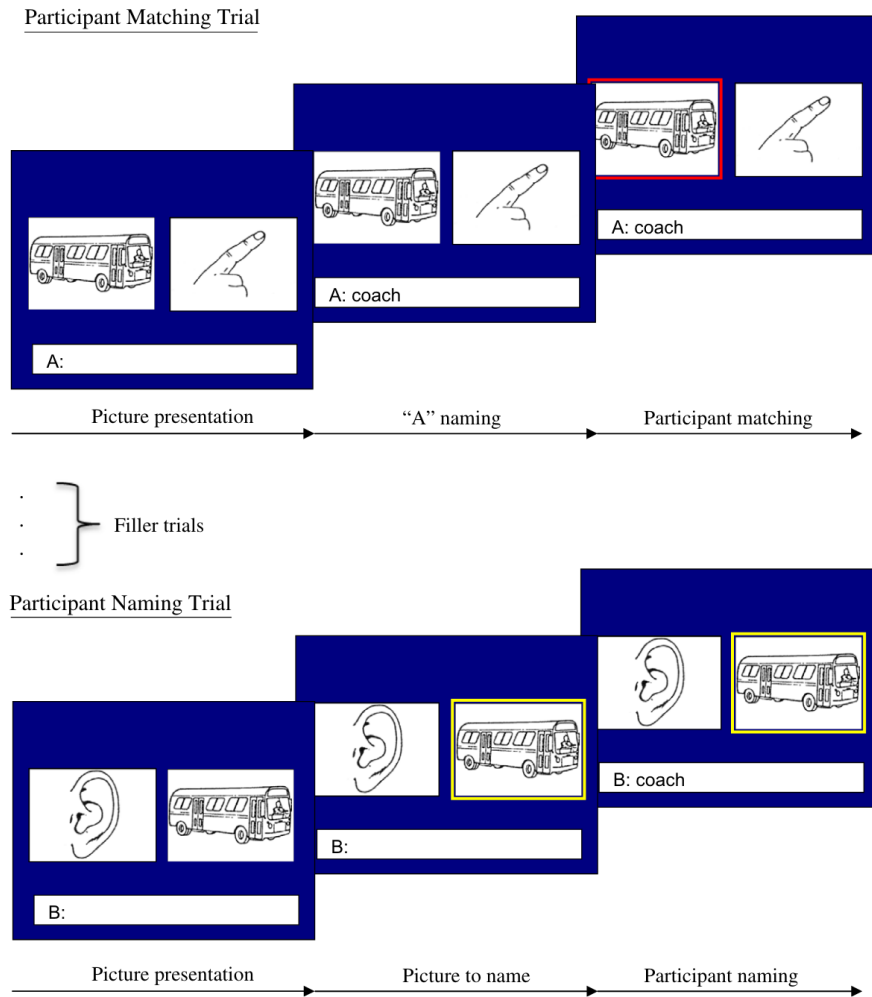 Participant Matching Trial
A:
A: coach
A: coach
Picture presentation
“A” naming
Participant matching
Filler trials
Participant Naming Trial
B:
B:
B: coach
Picture presentation
Picture to name
Participant naming